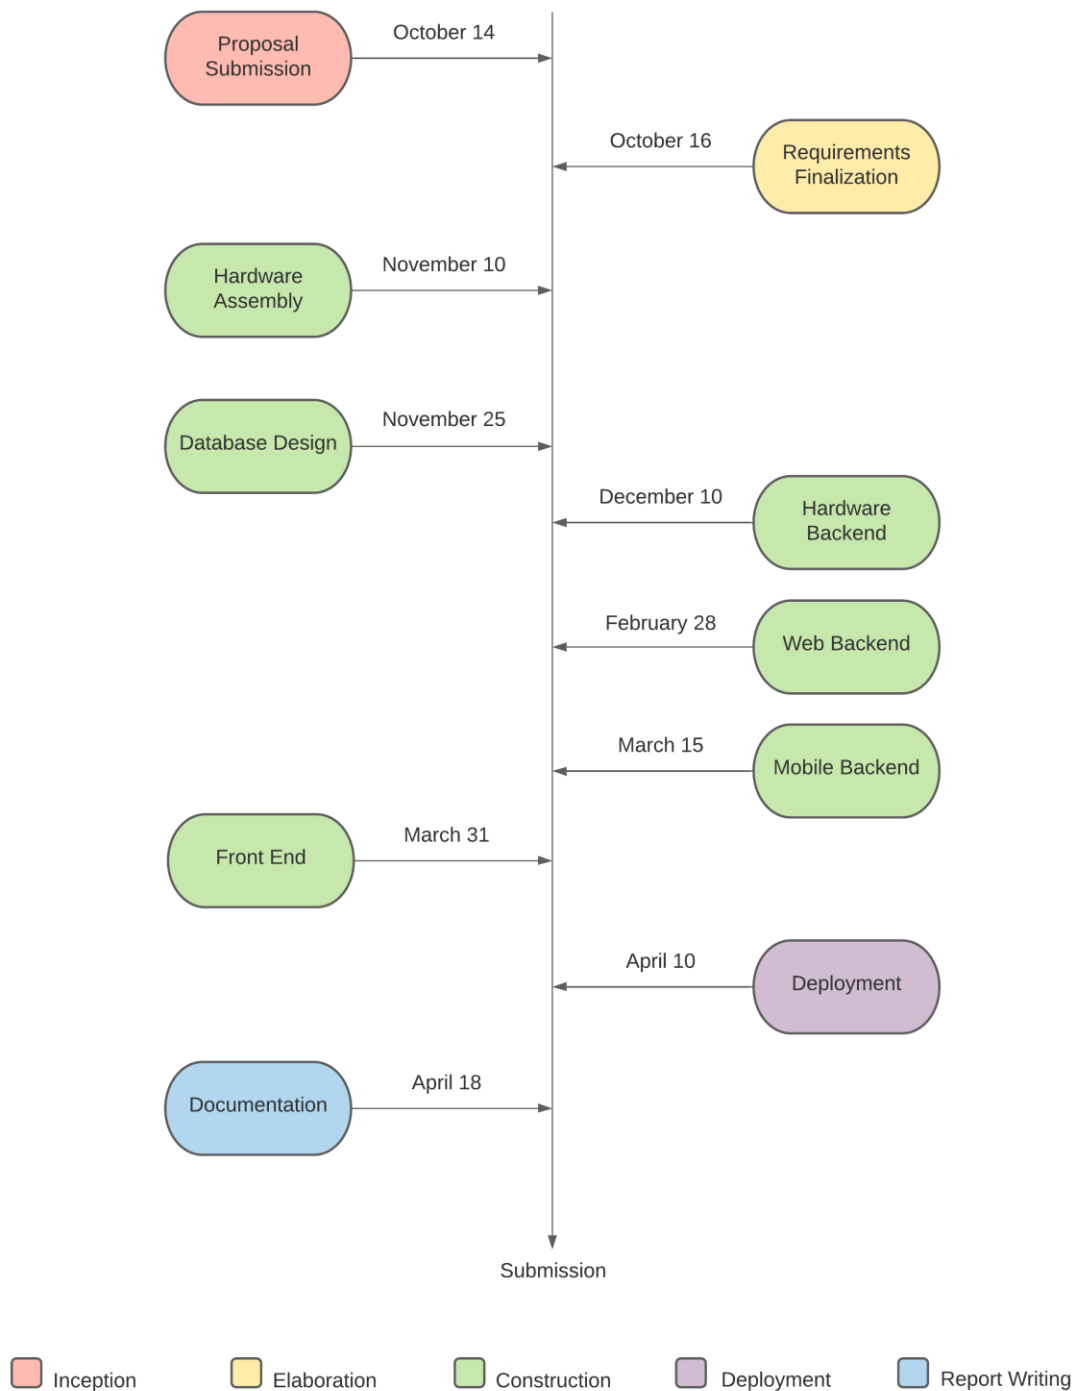 October 14
Proposal
Submission
October 16
Requirements
Finalization
November 10
Hardware
Assembly
November 25
Database Design
December 10
Hardware
Backend
February 28
Web Backend
March 15
Mobile Backend
March 31
Front End
April 10
Deployment
April 18
Documentation
Submission
Inception
Elaboration
Construction
Deployment
Report Writing